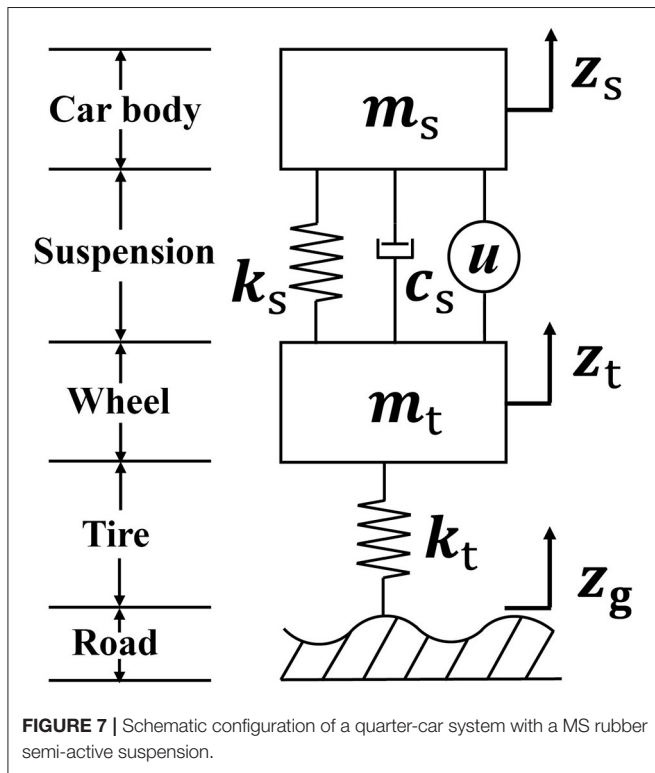 Car body
Suspension
Wheel
Tire
Road
m_s
z_s
k_s
c_s
u
m_t
z_t
k_t
z_g
FIGURE 7 | Schematic configuration of a quarter-car system with a MS rubber
semi-active suspension.